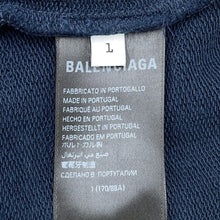 L
BALENCIAGA
FABBRICATO IN PORTOGALLO
MADE IN PORTUGAL
FABRIQUÉ AU PORTUGAL
HECHO EN PORTUGAL
HERGESTELLT IN PORTUGAL
ポルトガル製
صنع في البرتغال
葡萄牙制造
СДЕЛАНО В ПОРТУГАЛИИ
(170/88A)